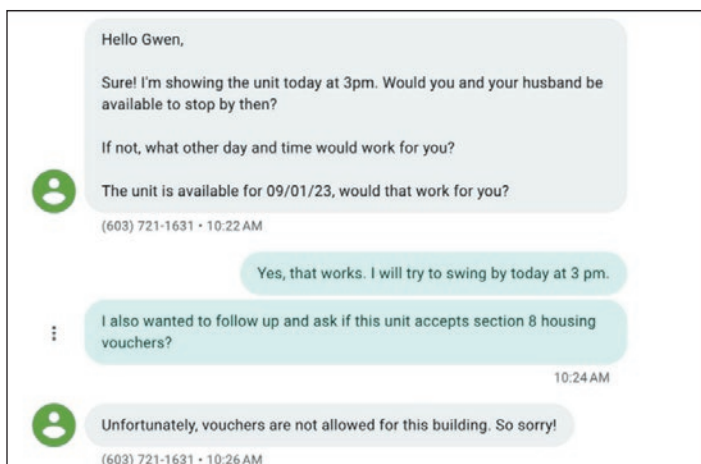 Hello Gwen,
Sure! I'm showing the unit today at 3pm. Would you and your husband be
available to stop by then?
If not, what other day and time would work for you?
The unit is available for 09/01/23, would that work for you?
(603) 721-1631 • 10:22 AM
Yes, that works. I will try to swing by today at 3 pm.
I also wanted to follow up and ask if this unit accepts section 8 housing
vouchers?
10:24 AM
Unfortunately, vouchers are not allowed for this building. So sorry!
(603) 721-1631 • 10:26 AM